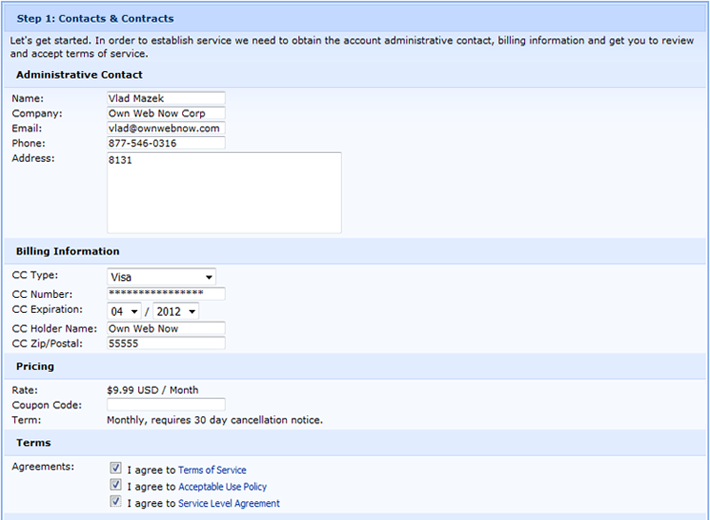 Step 1: Contacts & Contracts
Let's get started. In order to establish service we need to obtain the account administrative contact, billing information and get you to review
and accept terms of service.
Administrative Contact
Name: Vlad Mazek
Company: Own Web Now Corp
Email: vlad@ownwebnow.com
Phone: 877-546-0316
Address: 8131
Billing Information
CC Type: Visa
CC Number: ****************
CC Expiration: 04 / 2012
CC Holder Name: Own Web Now
CC Zip/Postal: 55555
Pricing
Rate: $9.99 USD / Month
Coupon Code:
Term: Monthly, requires 30 day cancellation notice.
Terms
Agreements: I agree to Terms of Service
I agree to Acceptable Use Policy
I agree to Service Level Agreement